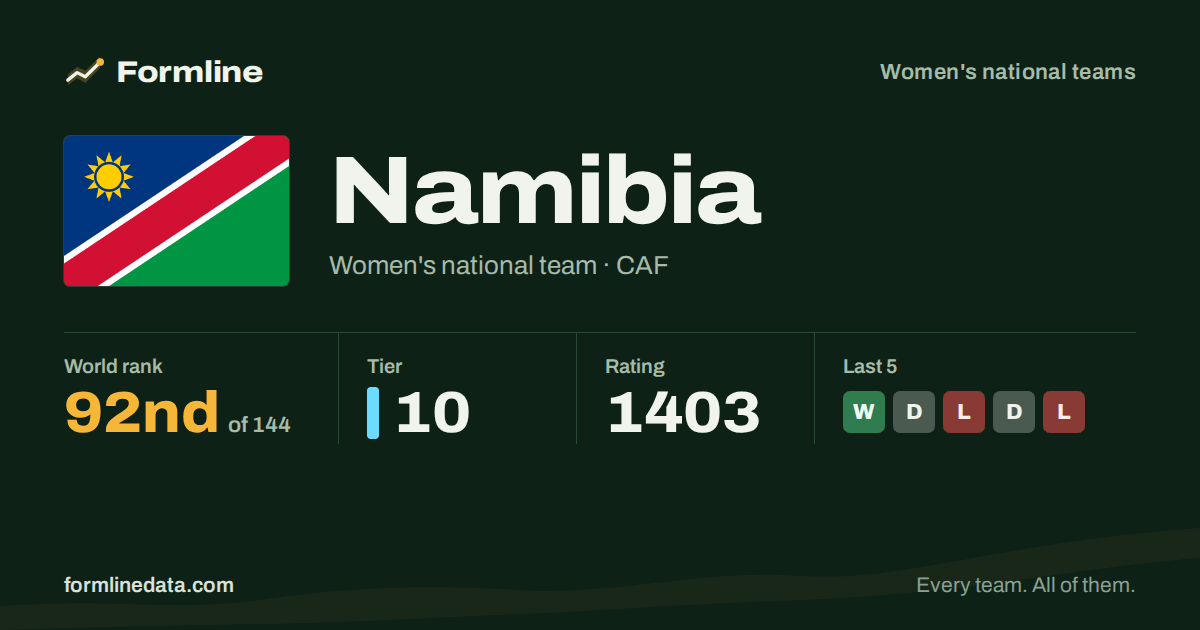 Formline
Women's national teams
Namibia
Women's national team · CAF
World rank
92nd of 144
Tier
10
Rating
1403
Last 5
W D L D L
formlinedata.com
Every team. All of them.